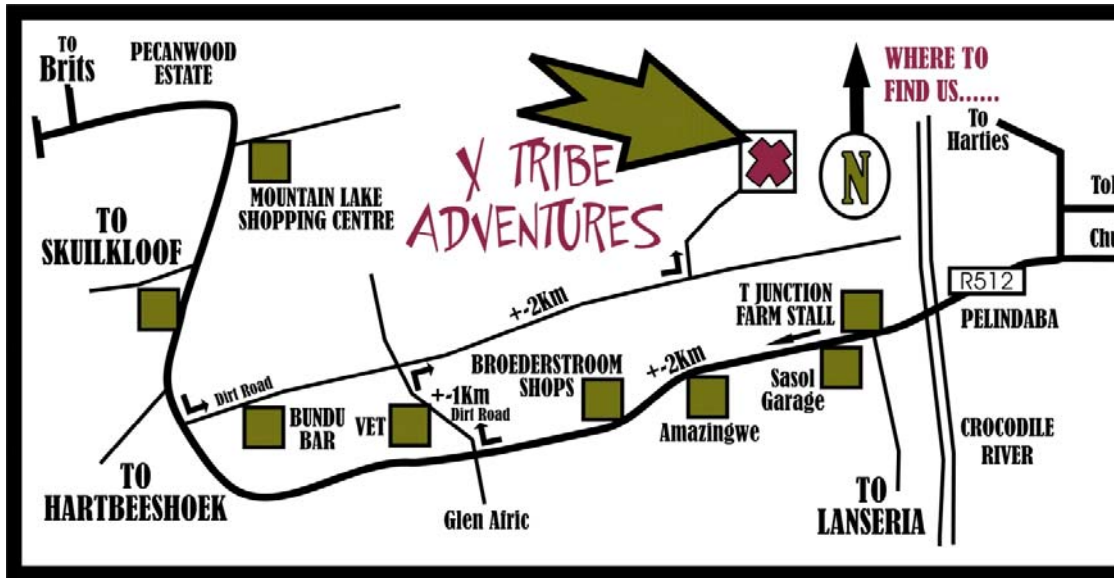 TO
Brits
PECANWOOD
ESTATE
WHERE TO
FIND US......
To
Harties
MOUNTAIN LAKE
SHOPPING CENTRE
X TRIBE
ADVENTURES
N
TO
SKUILKLOOF
+-2Km
T JUNCTION
FARM STALL
R512
PELINDABA
Dirt Road
BUNDU
BAR
VET
+-1Km
Dirt Road
BROEDERSTROOM
SHOPS
+-2Km
Amazingwe
Sasol
Garage
CROCODILE
RIVER
TO
HARTBEESHOEK
Glen Afric
TO
LANSERIA